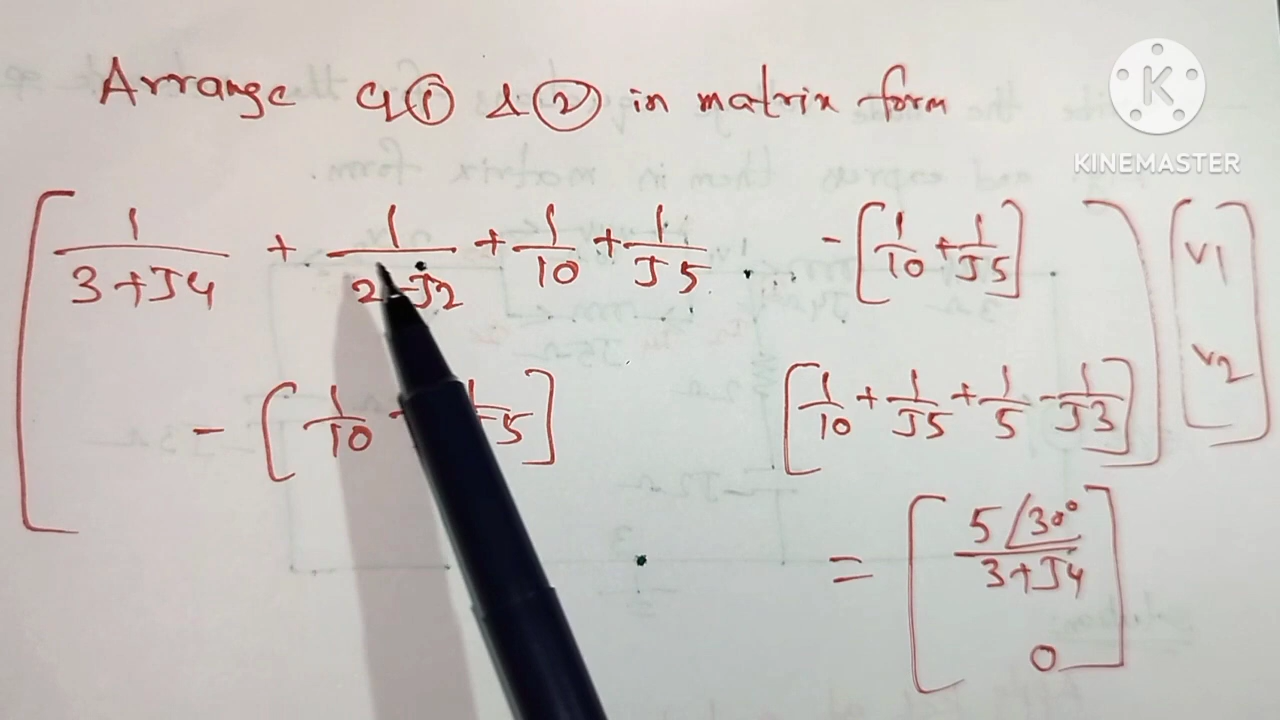 Arrange eq ① & ② in matrix form
KINEMASTER
[ 1/(3+J4) + 1/(2-J2) + 1/10 + 1/J5 -[1/10 + 1/J5] ] [ V1
-[1/10 + 1/J5] [1/10 + 1/J5 + 1/5 - 1/J3] ] V2 ]
= [ 5∠30°/(3+J4)
0 ]